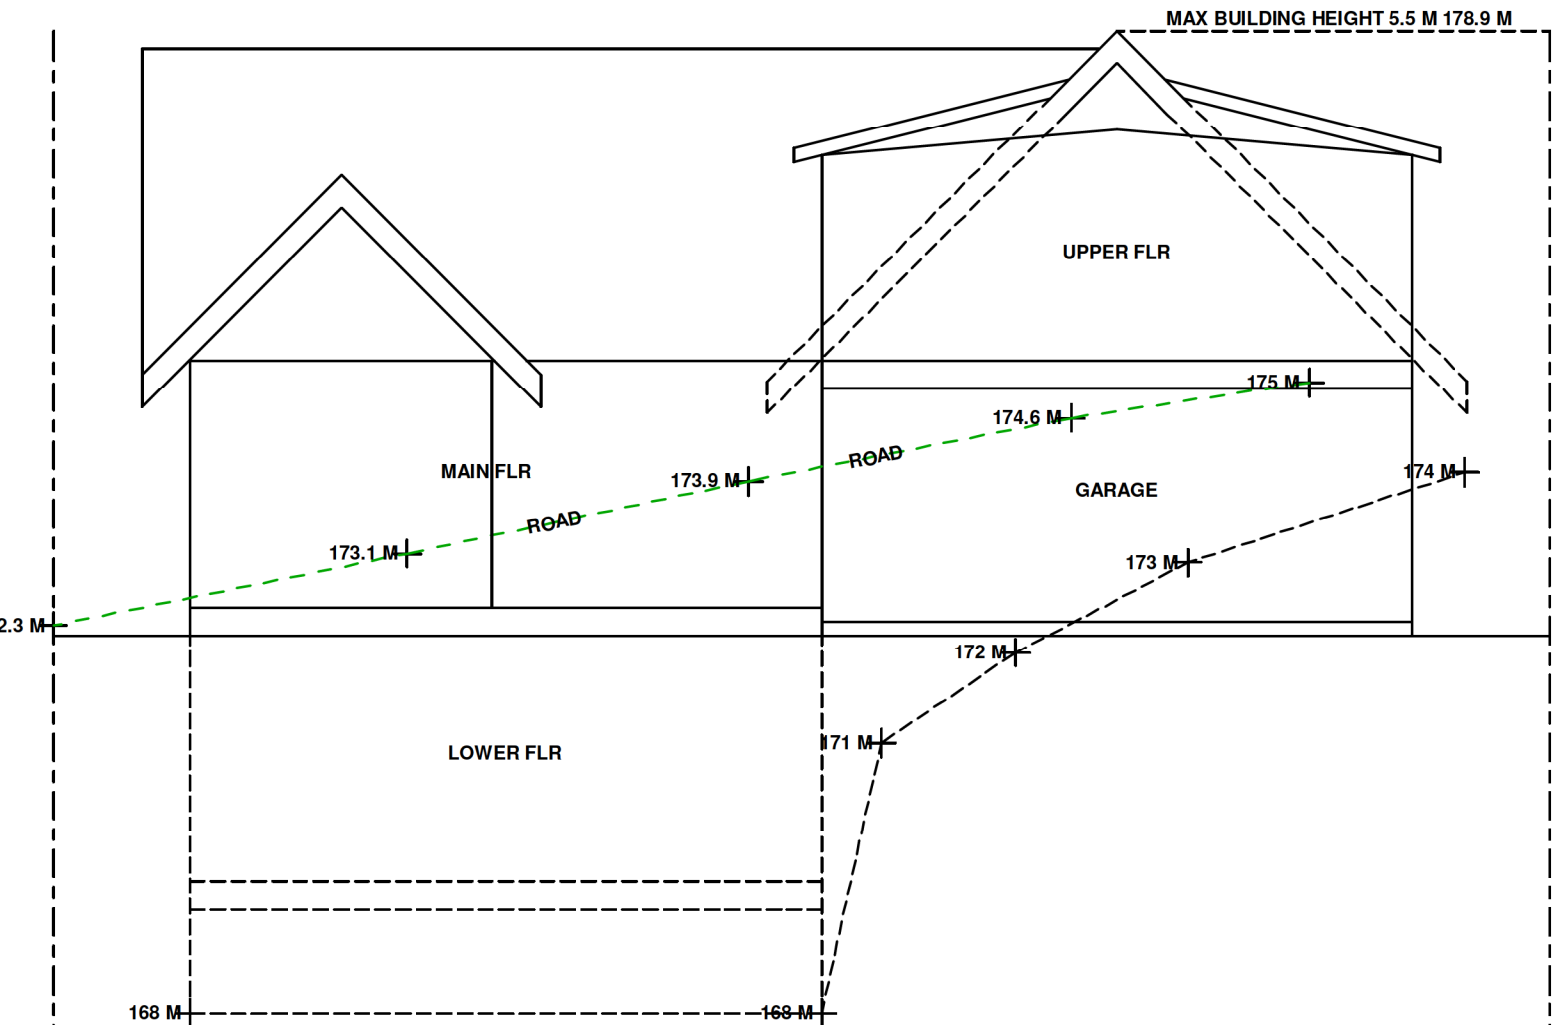 MAX BUILDING HEIGHT 5.5 M 178.9 M
UPPER FLR
175 M
174.6 M
ROAD
174 M
MAIN FLR
173.9 M
GARAGE
ROAD
173.1 M
173 M
2.3 M
172 M
171 M
LOWER FLR
168 M
168 M